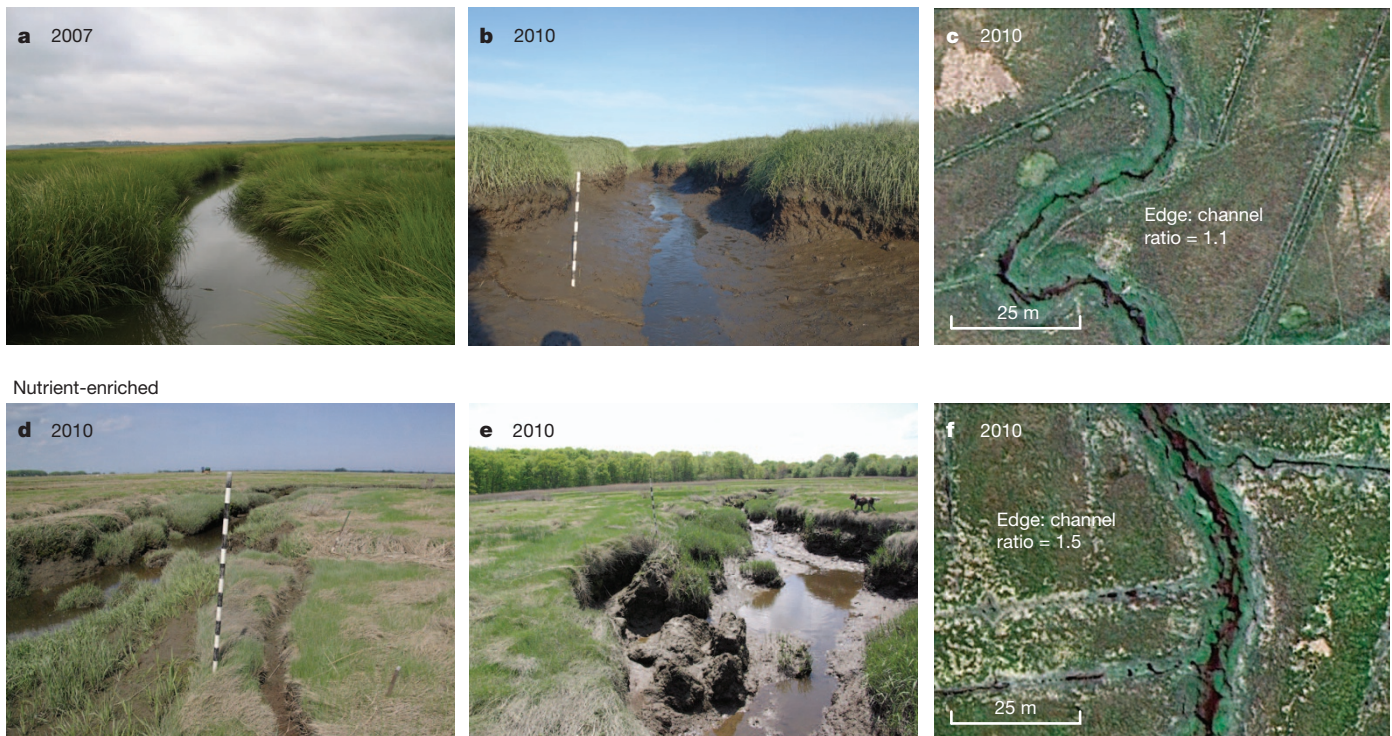 a 2007
b 2010
c 2010
Edge: channel
ratio = 1.1
25 m
Nutrient-enriched
d 2010
e 2010
f 2010
Edge: channel
ratio = 1.5
25 m